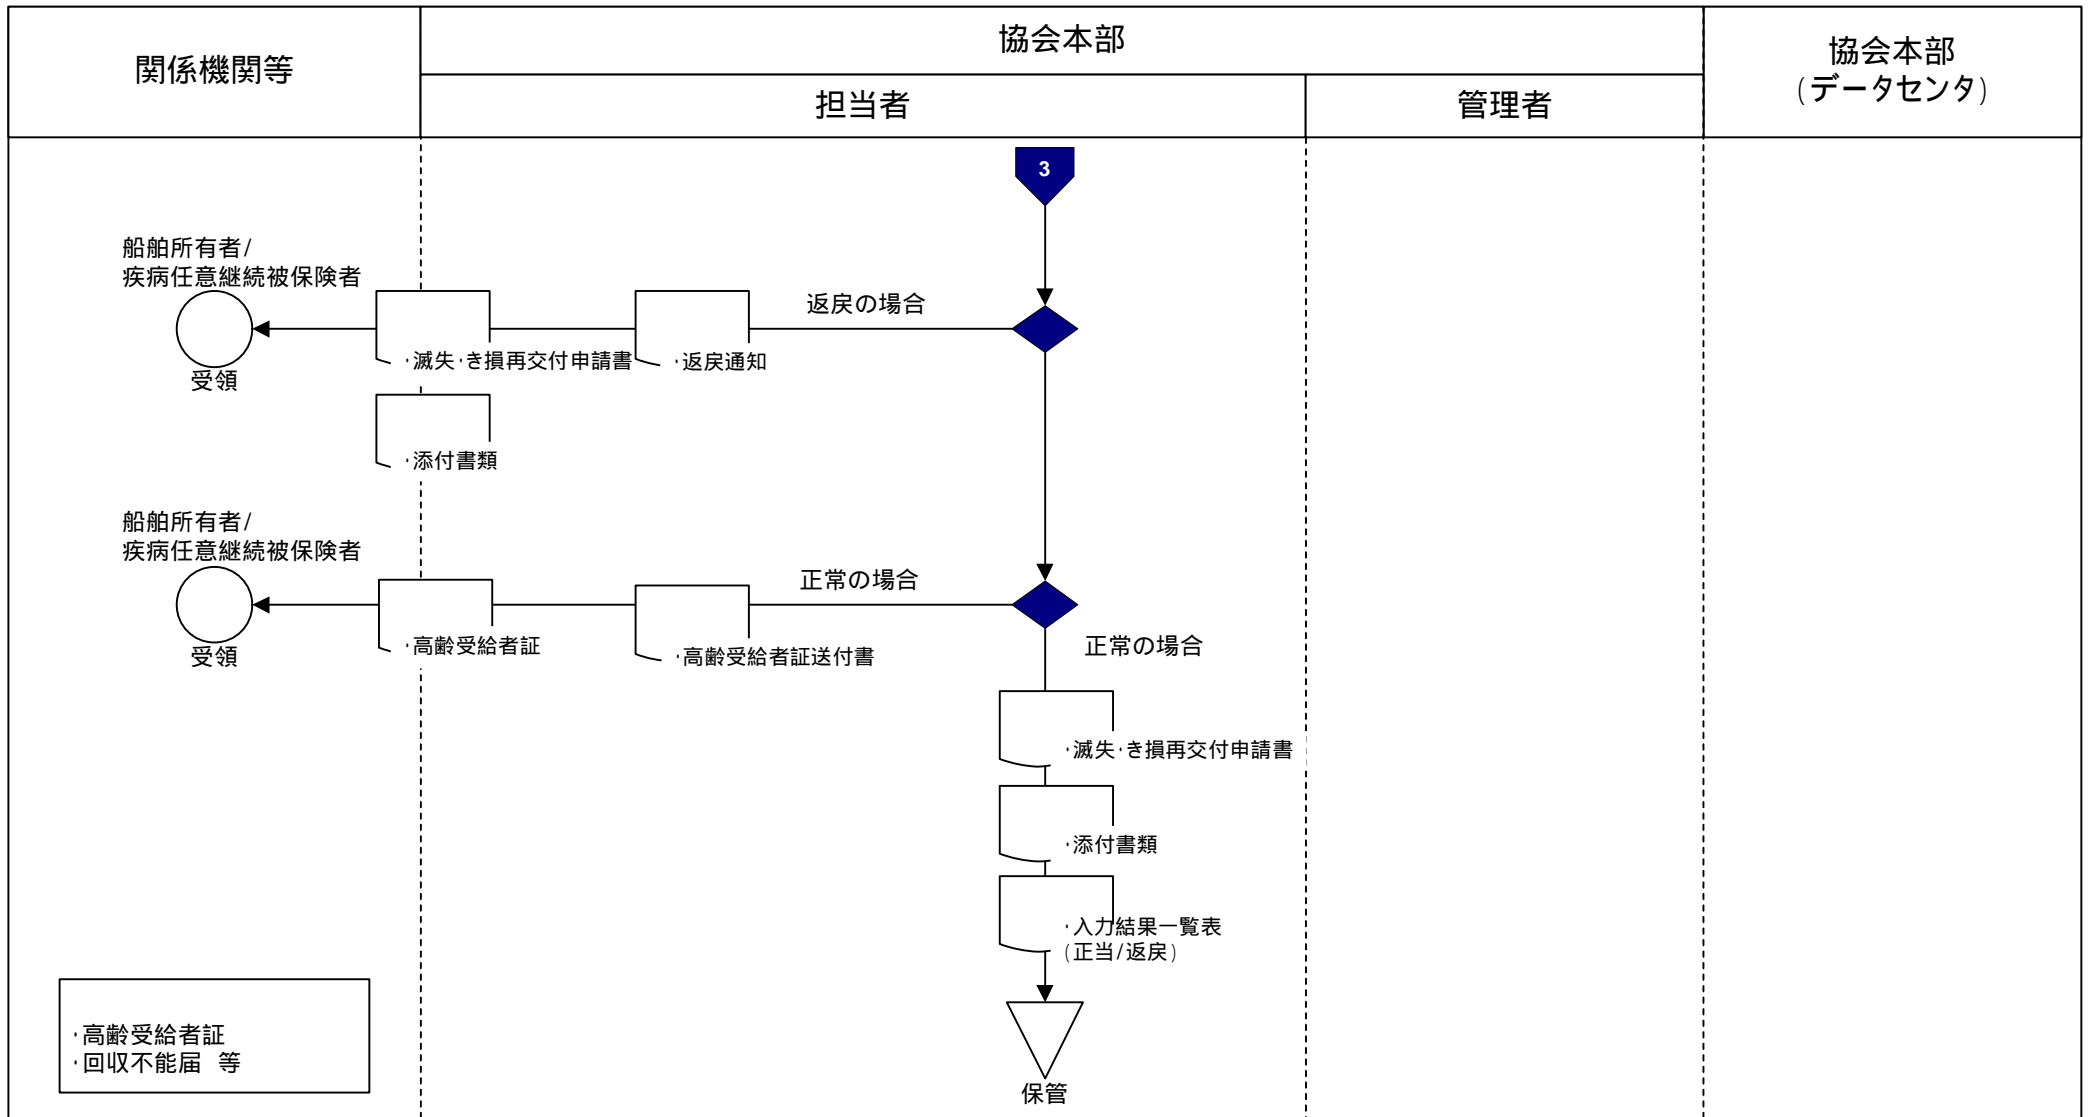 関係機関等
協会本部
担当者
管理者
協会本部
(データセンタ)
3
船舶所有者/
疾病任意継続被保険者
受領
・滅失・き損再交付申請書
・返戻通知
返戻の場合
・添付書類
船舶所有者/
疾病任意継続被保険者
受領
・高齢受給者証
・高齢受給者証送付書
正常の場合
正常の場合
・滅失・き損再交付申請書
・添付書類
・入力結果一覧表
(正当/返戻)
保管
・高齢受給者証
・回収不能届 等